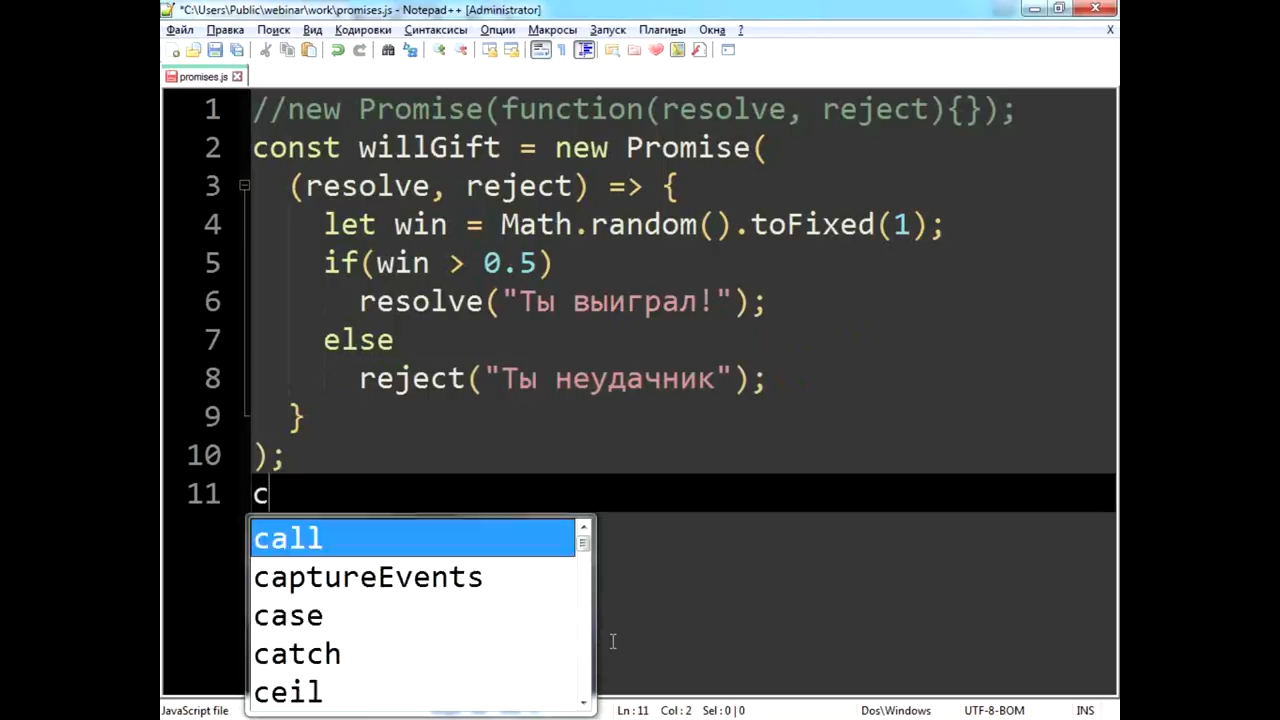 *C:\Users\Public\webinar\work\promises.js - Notepad++ [Administrator]
Файл Правка Поиск Вид Кодировки Синтаксисы Опции Макросы Запуск Плагины Окна ? X
promises.js
1 //new Promise(function(resolve, reject){});
2 const willGift = new Promise(
3 (resolve, reject) => {
4 let win = Math.random().toFixed(1);
5 if(win > 0.5)
6 resolve("Ты выиграл!");
7 else
8 reject("Ты неудачник");
9 }
10 );
11 c
call
captureEvents
case
catch
ceil
JavaScript file Ln : 11 Col : 2 Sel : 0 | 0 Dos\Windows UTF-8-BOM INS